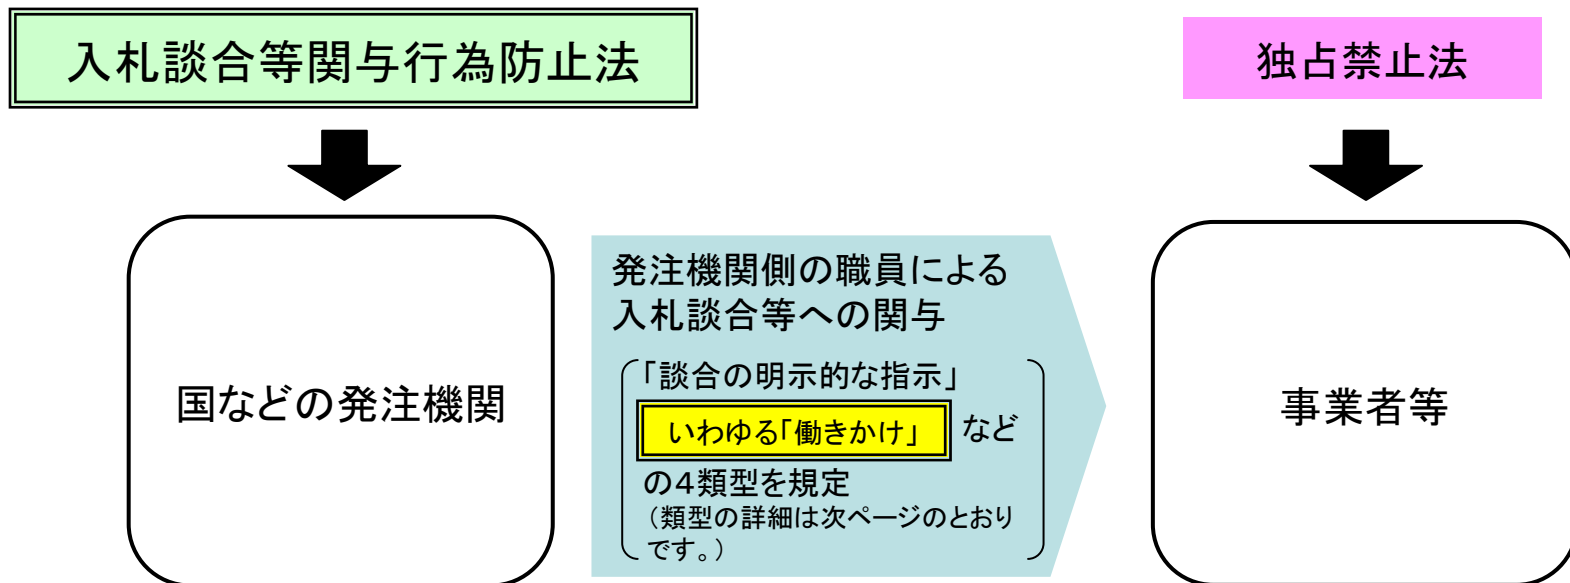 入札談合等関与行為防止法
独占禁止法
国などの発注機関
発注機関側の職員による
入札談合等への関与
「談合の明示的な指示」
いわゆる「働きかけ」 など
の4類型を規定
（類型の詳細は次ページのとおり
です。）
事業者等